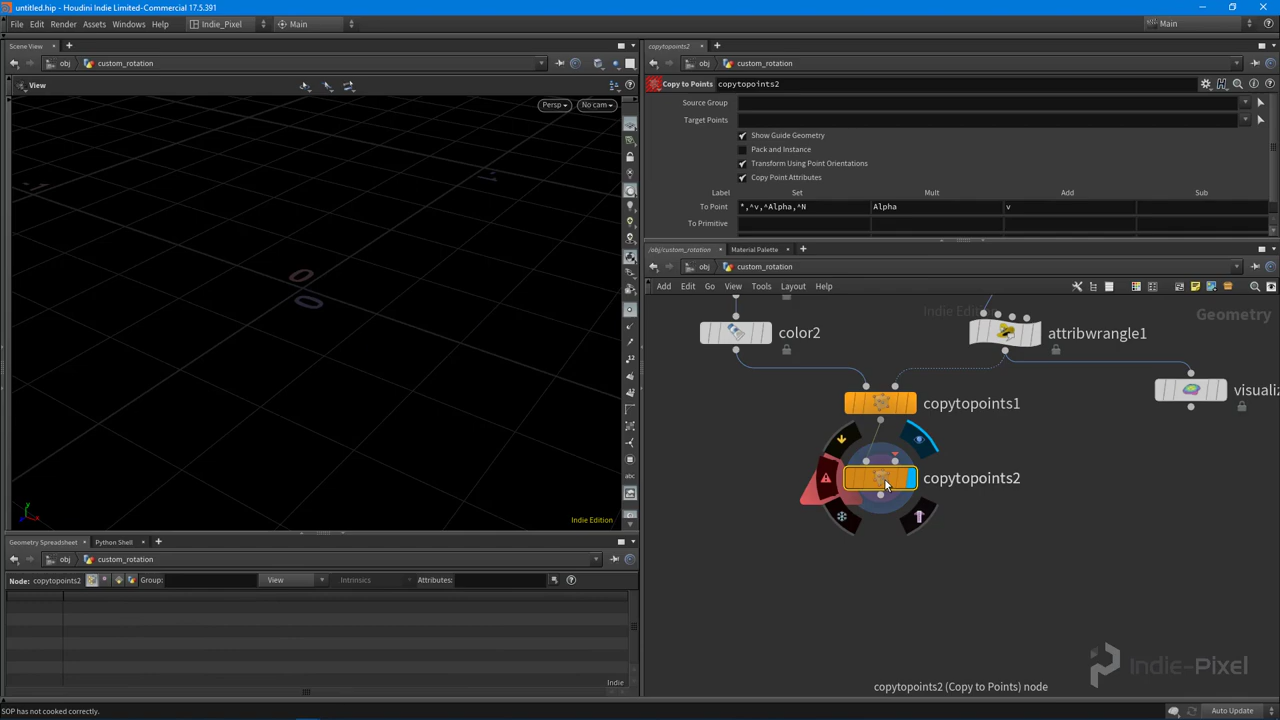 untitled.hip - Houdini Indie Limited-Commercial 17.5.391
File Edit Render Assets Windows Help Indie_Pixel Main Main
Scene View
obj custom_rotation
View
Persp No cam
0
0
Indie Edition
Geometry Spreadsheet Python Shell
obj custom_rotation
Node: copytopoints2 Group: View Intrinsics Attributes:
Indie
SOP has not cooked correctly.
copytopoints2
obj custom_rotation
Copy to Points copytopoints2
Source Group
Target Points
Show Guide Geometry
Pack and Instance
Transform Using Point Orientations
Copy Point Attributes
Label Set Mult Add Sub
To Point *,^v,^Alpha,^N Alpha v
To Primitive
/obj/custom_rotation Material Palette
obj custom_rotation
Add Edit Go View Tools Layout Help
Indie Edition
Geometry
color2
attribwrangle1
visualiz
copytopoints1
copytopoints2
Indie-Pixel
copytopoints2 (Copy to Points) node
Auto Update